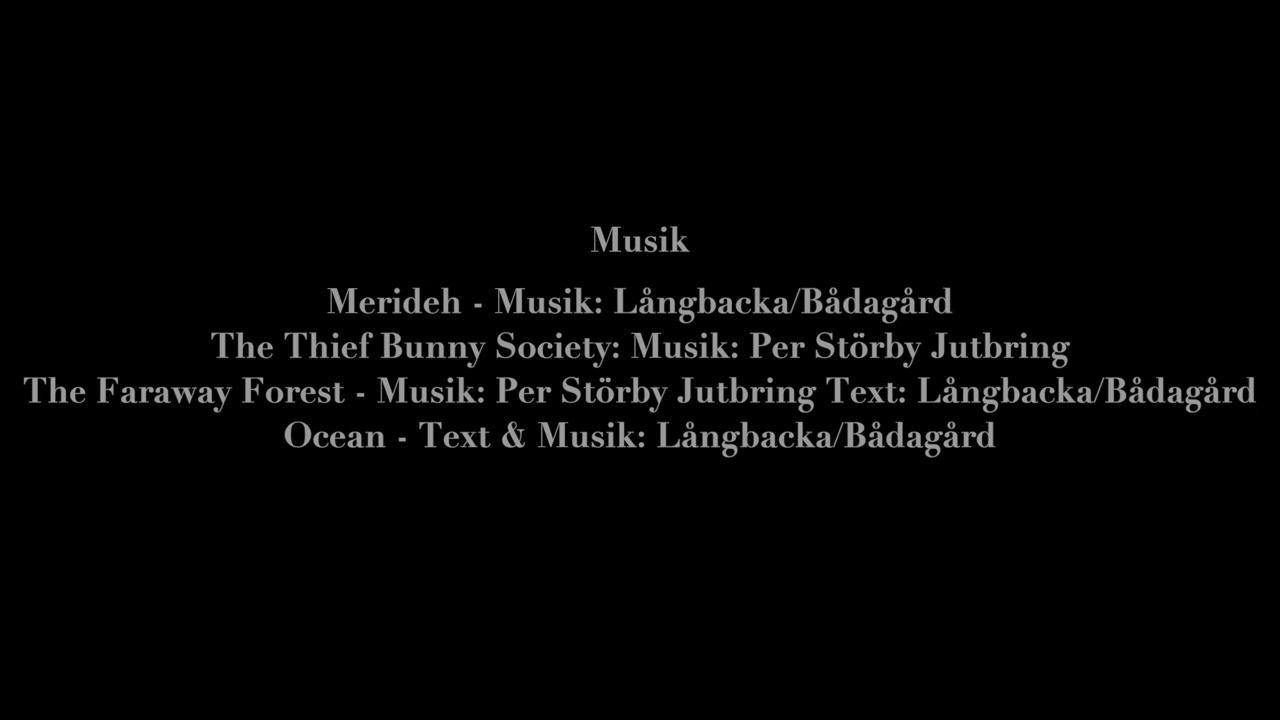 Musik
Merideh - Musik: Långbacka/Bådagård
The Thief Bunny Society: Musik: Per Störby Jutbring
The Faraway Forest - Musik: Per Störby Jutbring Text: Långbacka/Bådagård
Ocean - Text & Musik: Långbacka/Bådagård